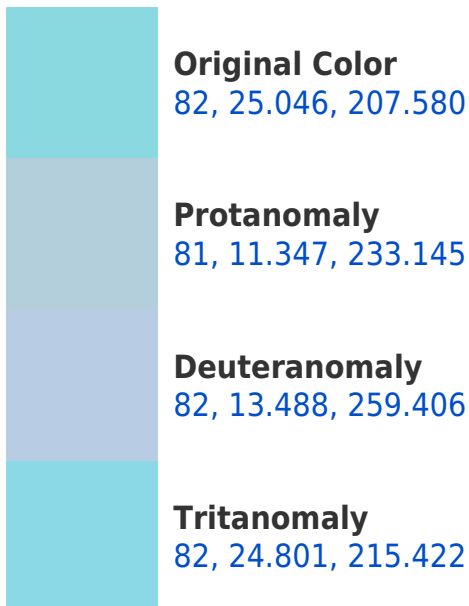 Original Color
82, 25.046, 207.580
Protanomaly
81, 11.347, 233.145
Deuteranomaly
82, 13.488, 259.406
Tritanomaly
82, 24.801, 215.422